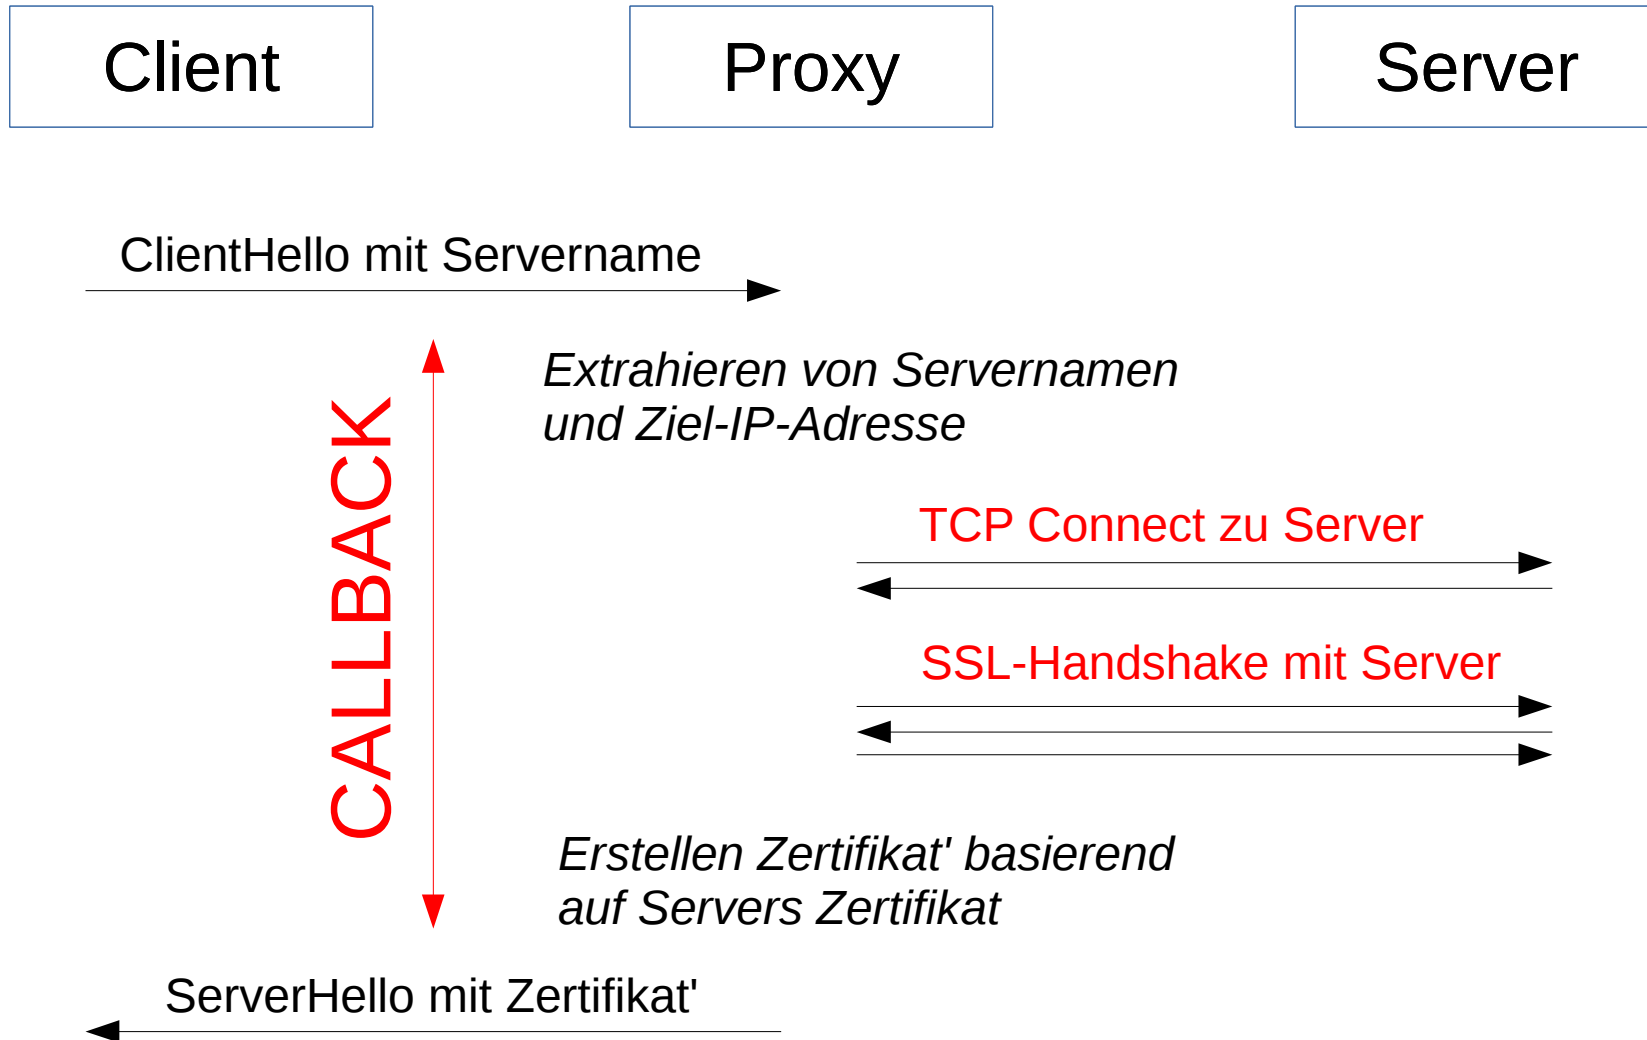 Client
Proxy
Server
ClientHello mit Servername
Extrahieren von Servernamen
und Ziel-IP-Adresse
CALLBACK
TCP Connect zu Server
SSL-Handshake mit Server
Erstellen Zertifikat' basierend
auf Servers Zertifikat
ServerHello mit Zertifikat'